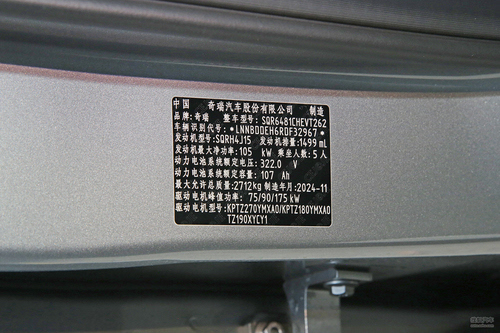 中国 奇瑞汽车股份有限公司 制造
品牌:奇瑞 整车型号:SQR6481CHEVT262
车辆识别代号:*LNNBDDEH6RDF32967*
发动机型号:SQRH4J15 发动机排量:1499 mL
发动机最大净功率:105 kW 乘坐人数:5人
动力电池系统额定电压:322.0 V
动力电池系统容量:107 Ah
最大允许总质量:2712kg 制造年月:2024-11
驱动电机峰值功率:75/90/175 kW
驱动电机型号:KPTZ270YMXA0/KPTZ180YMXA0
TZ190XYCY1